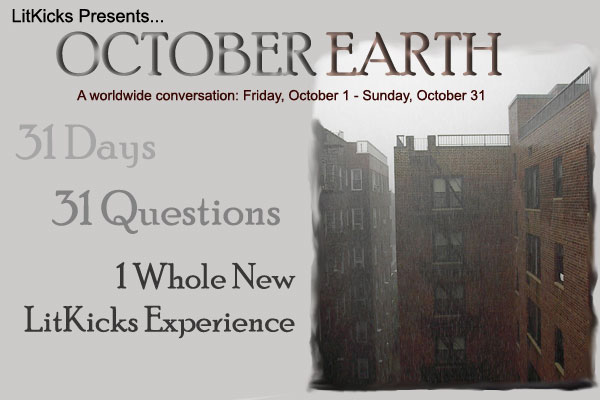 LitKicks Presents...
OCTOBER EARTH
A worldwide conversation: Friday, October 1 - Sunday, October 31
31 Days
31 Questions
1 Whole New
LitKicks Experience